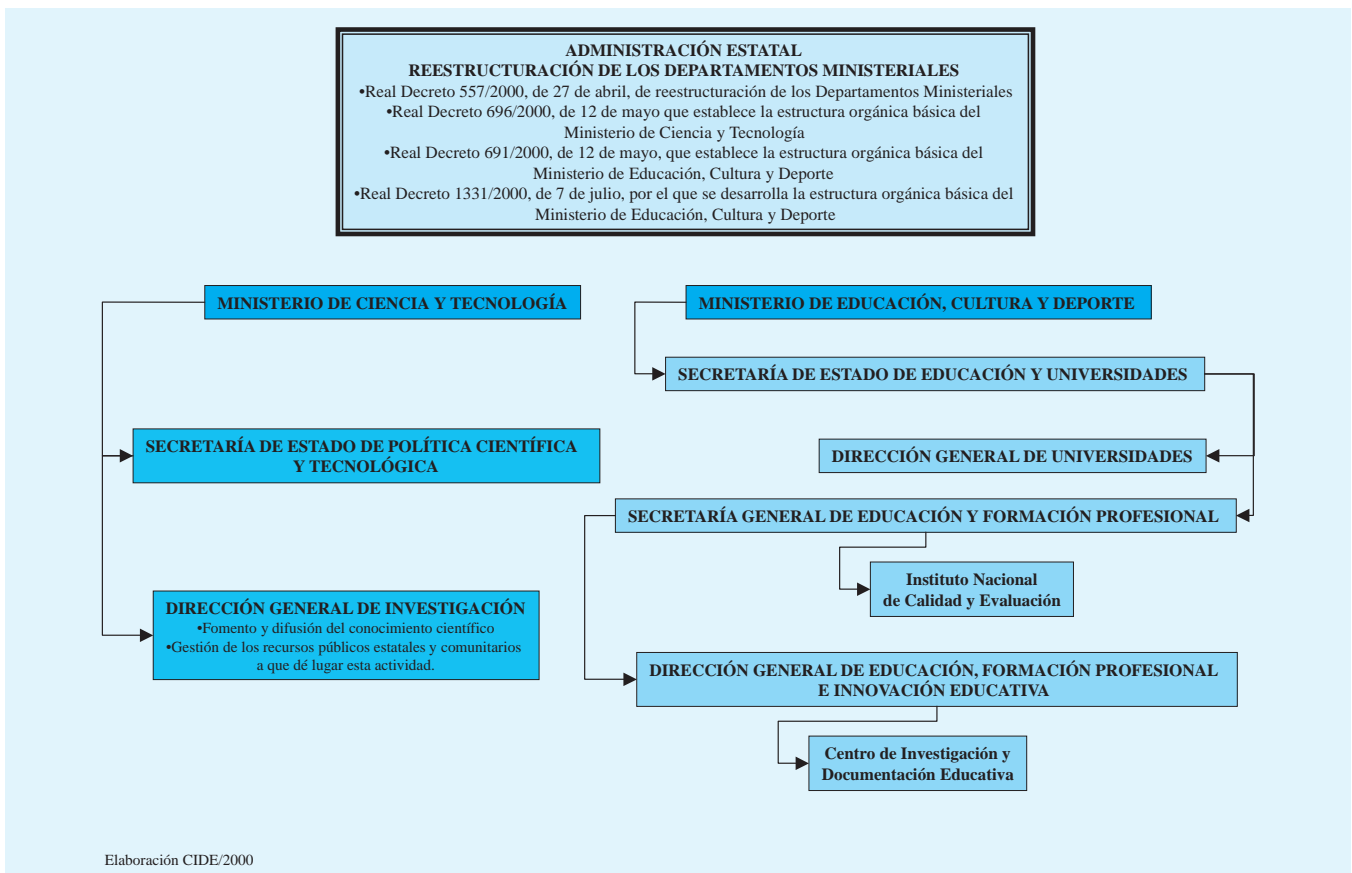 ADMINISTRACIÓN ESTATAL
REESTRUCTURACIÓN DE LOS DEPARTAMENTOS MINISTERIALES
•Real Decreto 557/2000, de 27 de abril, de reestructuración de los Departamentos Ministeriales
•Real Decreto 696/2000, de 12 de mayo que establece la estructura orgánica básica del
Ministerio de Ciencia y Tecnología
•Real Decreto 691/2000, de 12 de mayo, que establece la estructura orgánica básica del
Ministerio de Educación, Cultura y Deporte
•Real Decreto 1331/2000, de 7 de julio, por el que se desarrolla la estructura orgánica básica del
Ministerio de Educación, Cultura y Deporte
MINISTERIO DE CIENCIA Y TECNOLOGÍA
SECRETARÍA DE ESTADO DE POLÍTICA CIENTÍFICA
Y TECNOLÓGICA
DIRECCIÓN GENERAL DE INVESTIGACIÓN
•Fomento y difusión del conocimiento científico
•Gestión de los recursos públicos estatales y comunitarios
a que dé lugar esta actividad.
MINISTERIO DE EDUCACIÓN, CULTURA Y DEPORTE
SECRETARÍA DE ESTADO DE EDUCACIÓN Y UNIVERSIDADES
DIRECCIÓN GENERAL DE UNIVERSIDADES
SECRETARÍA GENERAL DE EDUCACIÓN Y FORMACIÓN PROFESIONAL
Instituto Nacional
de Calidad y Evaluación
DIRECCIÓN GENERAL DE EDUCACIÓN, FORMACIÓN PROFESIONAL
E INNOVACIÓN EDUCATIVA
Centro de Investigación y
Documentación Educativa
Elaboración CIDE/2000